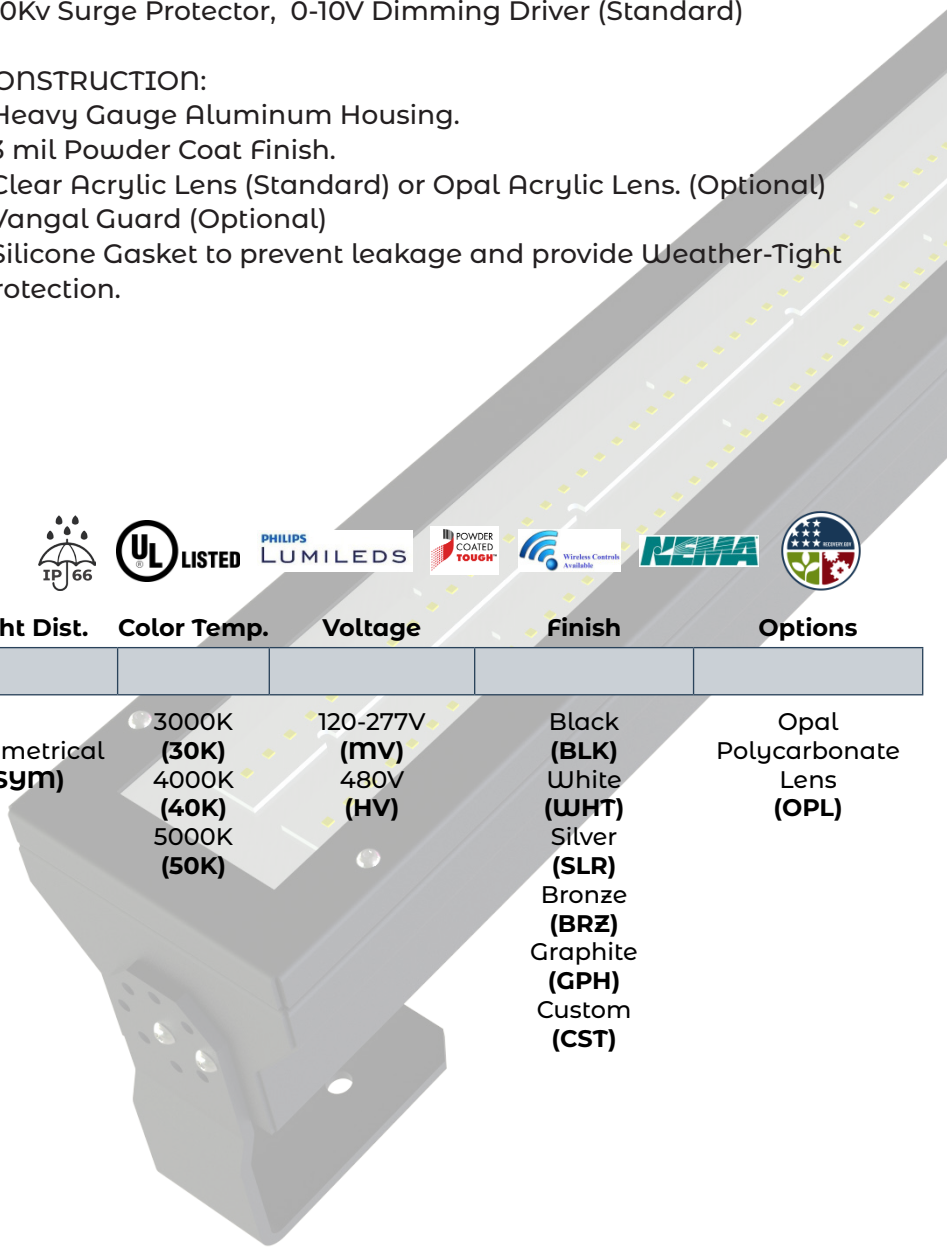 0Kv Surge Protector, 0-10V Dimming Driver (Standard)
ONSTRUCTION:
Heavy Gauge Aluminum Housing.
3 mil Powder Coat Finish.
Clear Acrylic Lens (Standard) or Opal Acrylic Lens. (Optional)
Vangal Guard (Optional)
Silicone Gasket to prevent leakage and provide Weather-Tight
rotection.
IP 66
UL LISTED
PHILIPS
LUMILEDS
POWDER
COATED
TOUGH™
Wireless Controls
Available
NEMA
RECOVERY.GOV
ht Dist. Color Temp. Voltage Finish Options
metrical
sym)
3000K
(30K)
4000K
(40K)
5000K
(50K)
120-277V
(MV)
480V
(HV)
Black
(BLK)
White
(WHT)
Silver
(SLR)
Bronze
(BRZ)
Graphite
(GPH)
Custom
(CST)
Opal
Polycarbonate
Lens
(OPL)